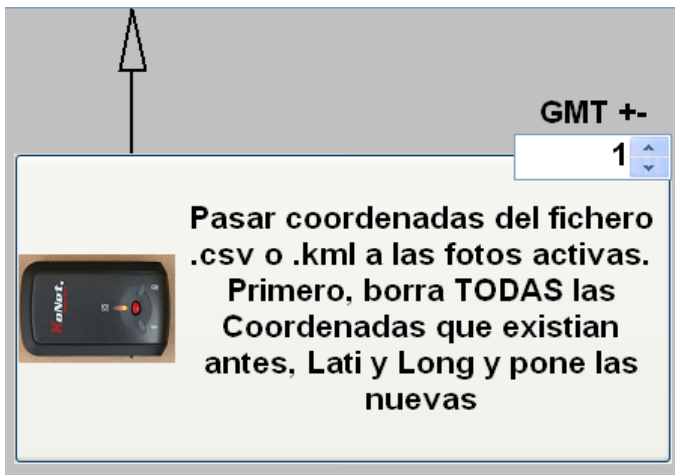 GMT +-
1
Pasar coordenadas del fichero
.csv o .kml a las fotos activas.
Primero, borra TODAS las
Coordenadas que existian
antes, Lati y Long y pone las
nuevas
KoNet.